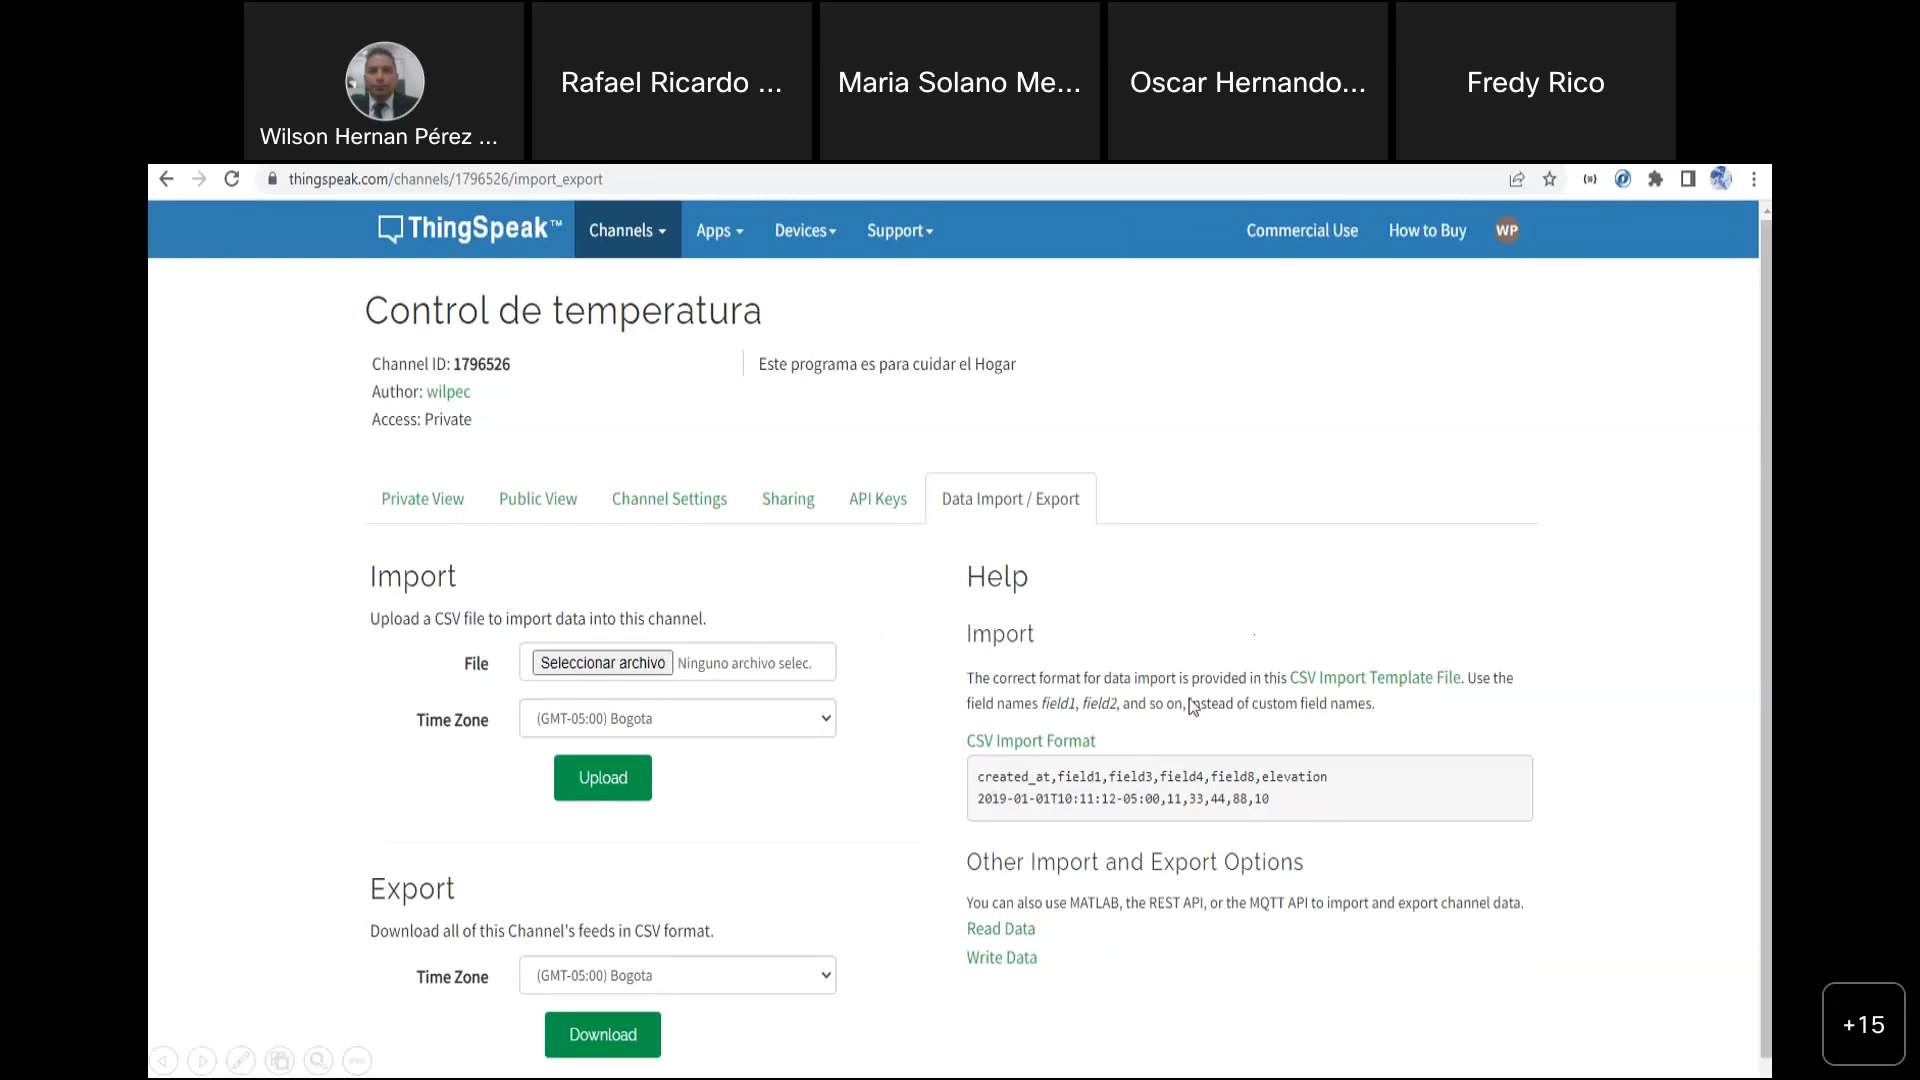 Wilson Hernan Pérez ...
Rafael Ricardo ...
Maria Solano Me...
Oscar Hernando...
Fredy Rico
thingspeak.com/channels/1796526/import_export
ThingSpeak™
Channels
Apps
Devices
Support
Commercial Use
How to Buy
WP
Control de temperatura
Channel ID: 1796526
Author: wilpec
Access: Private
Este programa es para cuidar el Hogar
Private View
Public View
Channel Settings
Sharing
API Keys
Data Import / Export
Import
Upload a CSV file to import data into this channel.
File
Seleccionar archivo
Ninguno archivo selec.
Time Zone
(GMT-05:00) Bogota
Upload
Export
Download all of this Channel's feeds in CSV format.
Time Zone
(GMT-05:00) Bogota
Download
Help
Import
The correct format for data import is provided in this CSV Import Template File. Use the
field names field1, field2, and so on, instead of custom field names.
CSV Import Format
created_at,field1,field3,field4,field8,elevation
2019-01-01T10:11:12-05:00,11,33,44,88,10
Other Import and Export Options
You can also use MATLAB, the REST API, or the MQTT API to import and export channel data.
Read Data
Write Data
+15